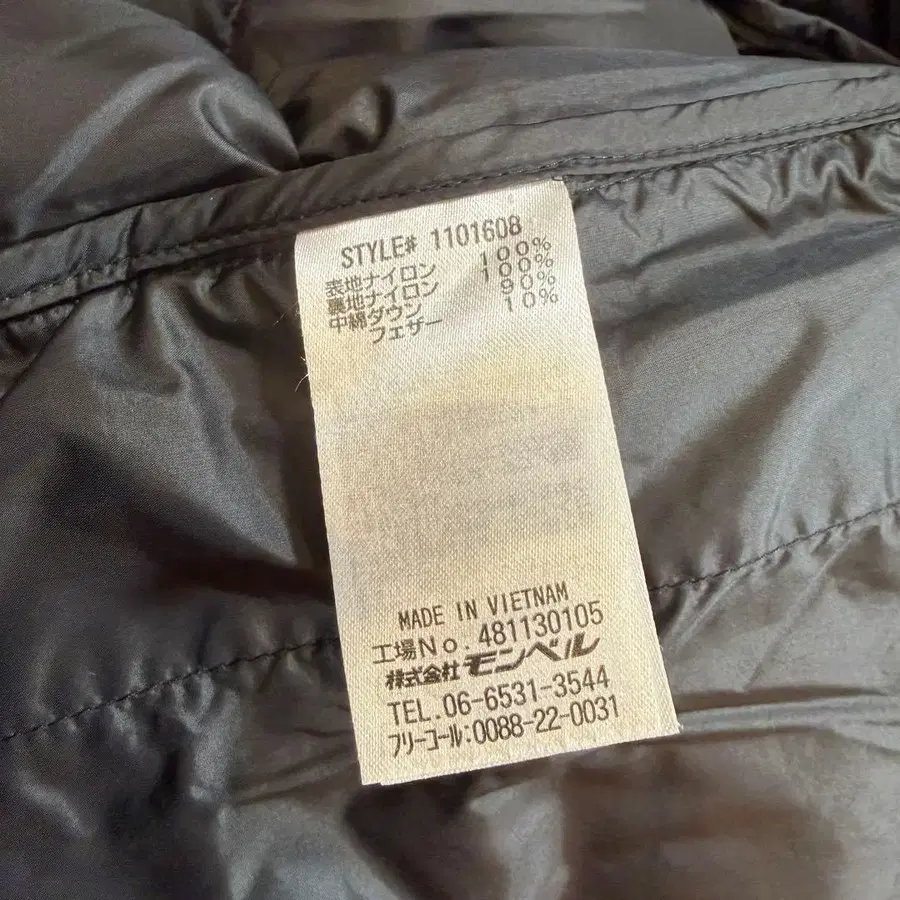 STYLE# 1101608
表地ナイロン 100%
裏地ナイロン 100%
中綿ダウン 90%
フェザー 10%
MADE IN VIETNAM
工場No.481130105
株式会社モンベル
TEL.06-6531-3544
フリーコール:0088-22-0031